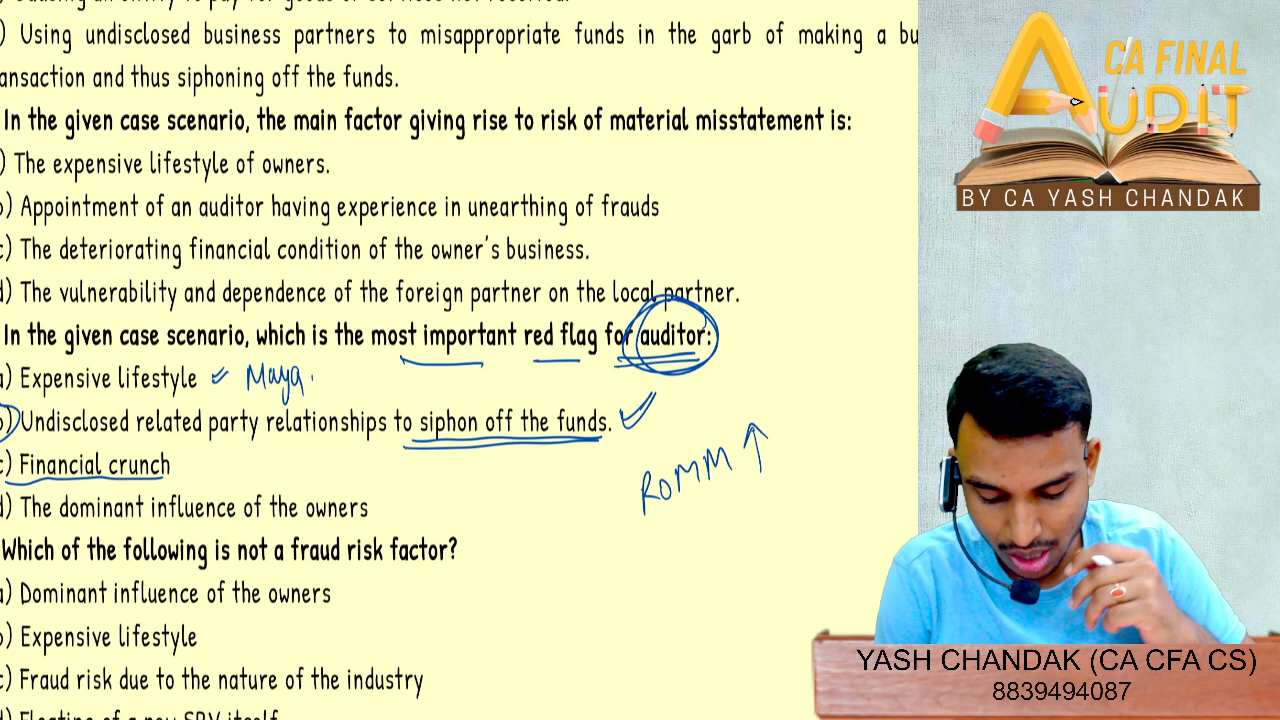 ) Using undisclosed business partners to misappropriate funds in the garb of making a bu
ansaction and thus siphoning off the funds.
In the given case scenario, the main factor giving rise to risk of material misstatement is:
) The expensive lifestyle of owners.
b) Appointment of an auditor having experience in unearthing of frauds
c) The deteriorating financial condition of the owner's business.
d) The vulnerability and dependence of the foreign partner on the local partner.
In the given case scenario, which is the most important red flag for auditor:
a) Expensive lifestyle ✓ Maya.
b) Undisclosed related party relationships to siphon off the funds. ✓
c) Financial crunch
ROMM ↑
d) The dominant influence of the owners
Which of the following is not a fraud risk factor?
a) Dominant influence of the owners
b) Expensive lifestyle
c) Fraud risk due to the nature of the industry
d) Floating of a new SPV itself
CA FINAL
AUDIT
BY CA YASH CHANDAK
YASH CHANDAK (CA CFA CS)
8839494087